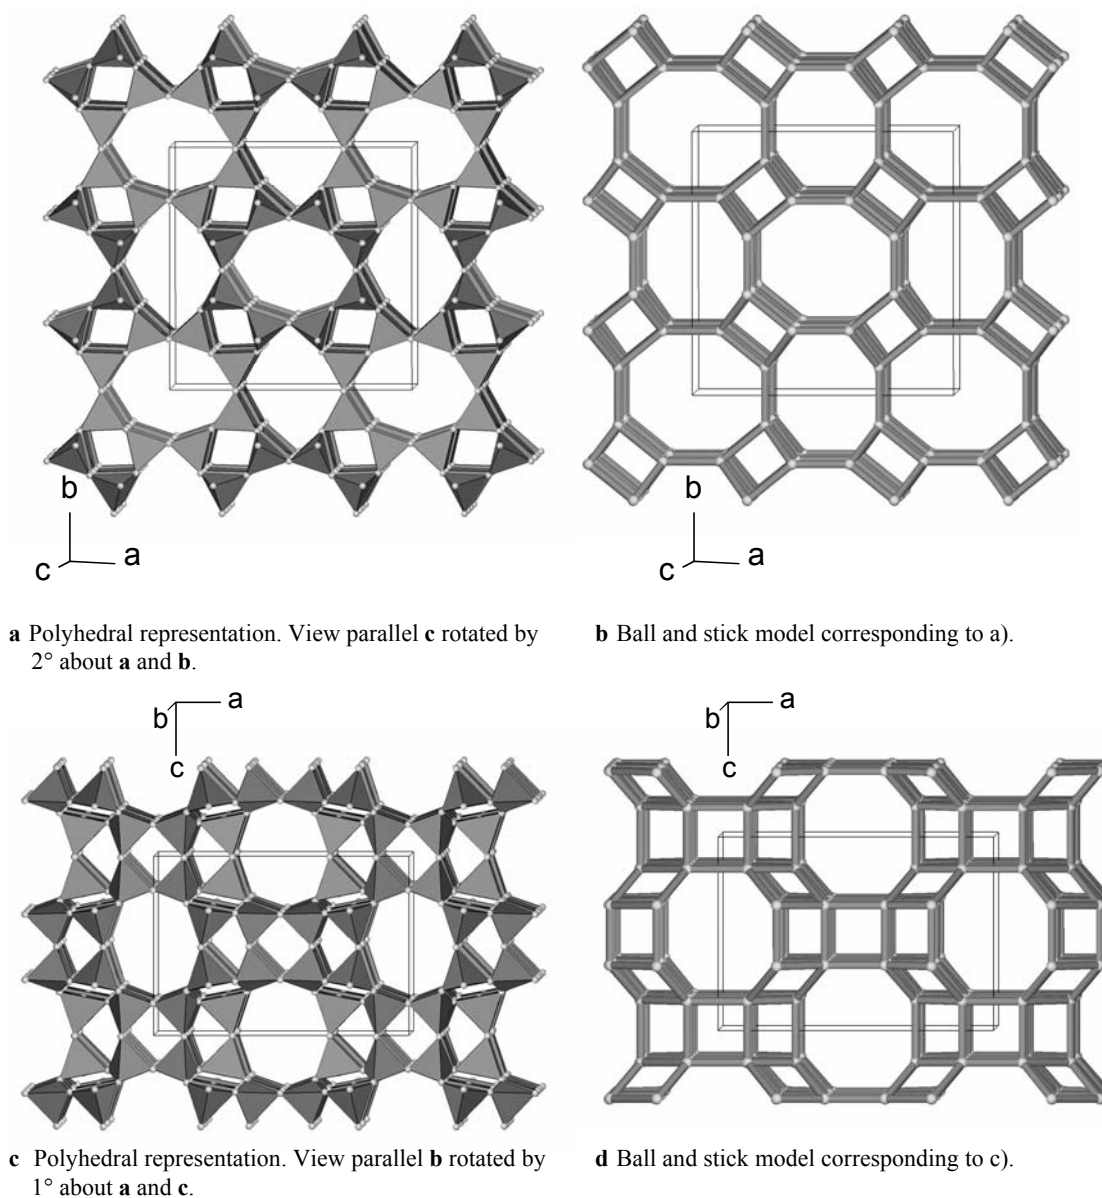 b
c
a
b
c
a
a Polyhedral representation. View parallel c rotated by
2° about a and b.
b Ball and stick model corresponding to a).
b
a
c
b
a
c
c Polyhedral representation. View parallel b rotated by
1° about a and c.
d Ball and stick model corresponding to c).